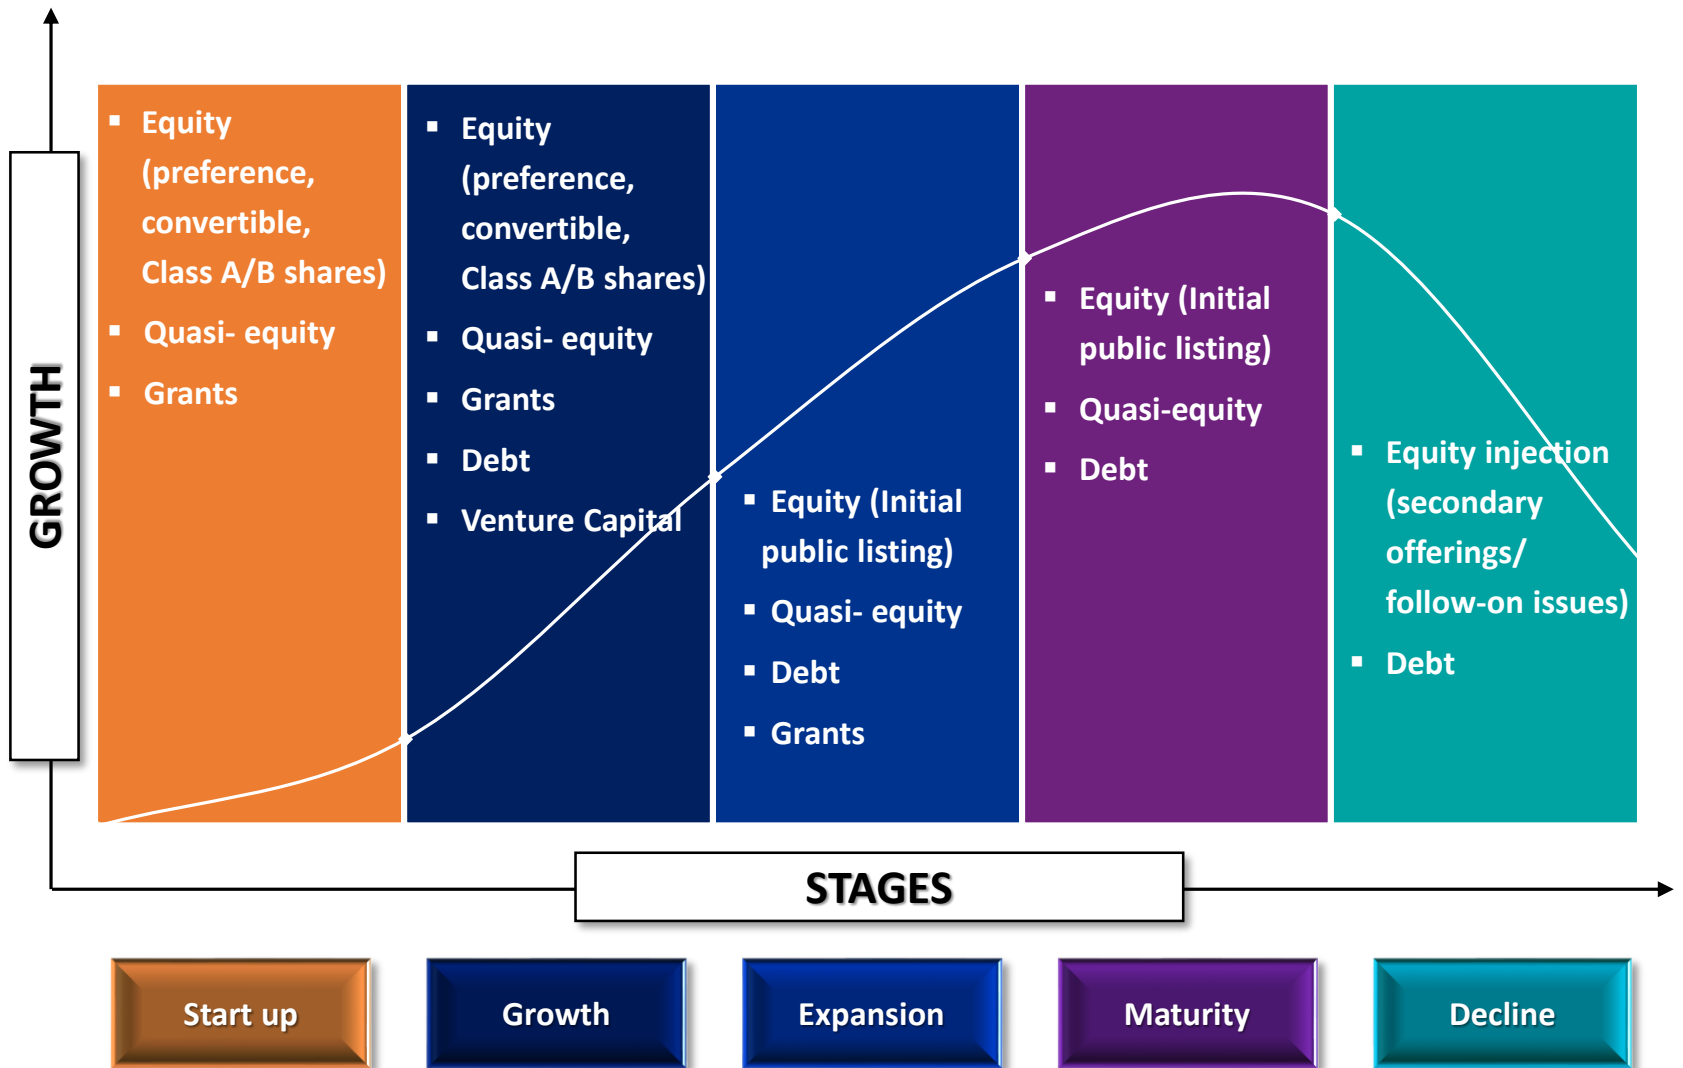 GROWTH
▪ Equity
(preference,
convertible,
Class A/B shares)
▪ Quasi- equity
▪ Grants
▪ Equity
(preference,
convertible,
Class A/B shares)
▪ Quasi- equity
▪ Grants
▪ Debt
▪ Venture Capital
▪ Equity (Initial
public listing)
▪ Quasi- equity
▪ Debt
▪ Grants
▪ Equity (Initial
public listing)
▪ Quasi-equity
▪ Debt
▪ Equity injection
(secondary
offerings/
follow-on issues)
▪ Debt
STAGES
Start up
Growth
Expansion
Maturity
Decline